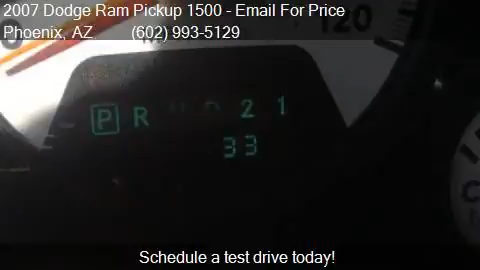 2007 Dodge Ram Pickup 1500 - Email For Price
Phoenix, AZ. (602) 993-5129
120
P R N D 2 1
33
Schedule a test drive today!